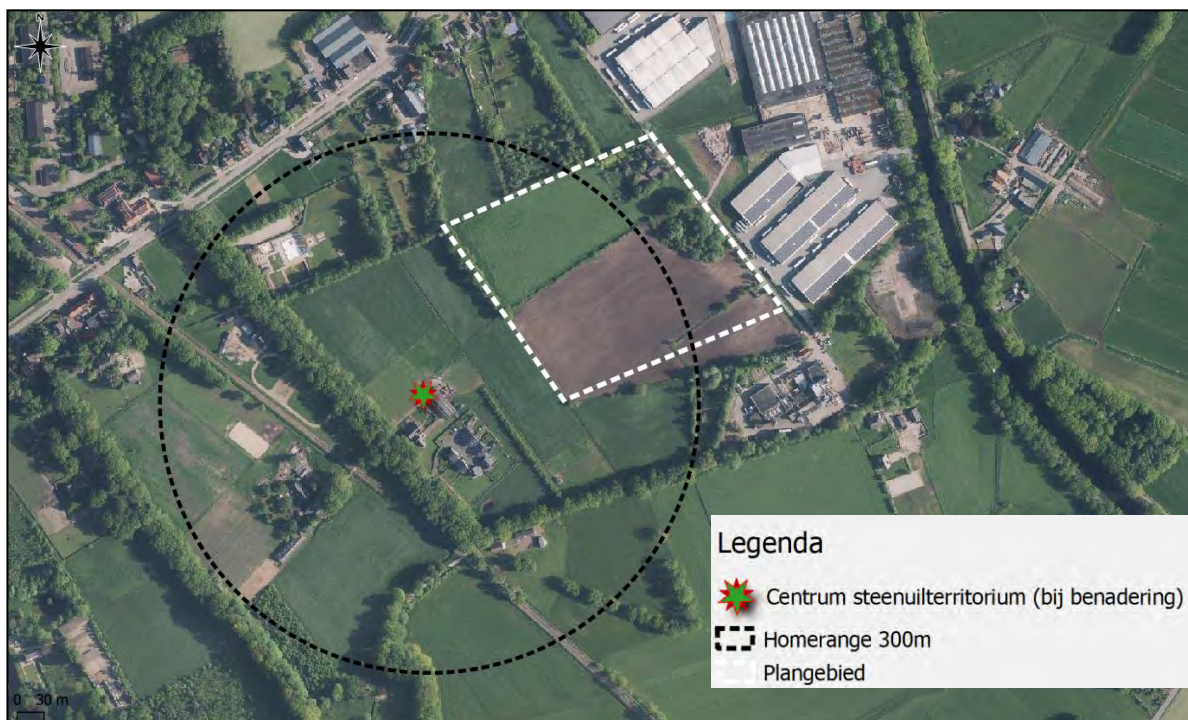 N
Legenda
Centrum steenuilterritorium (bij benadering)
Homerange 300m
Plangebied
0 30 m